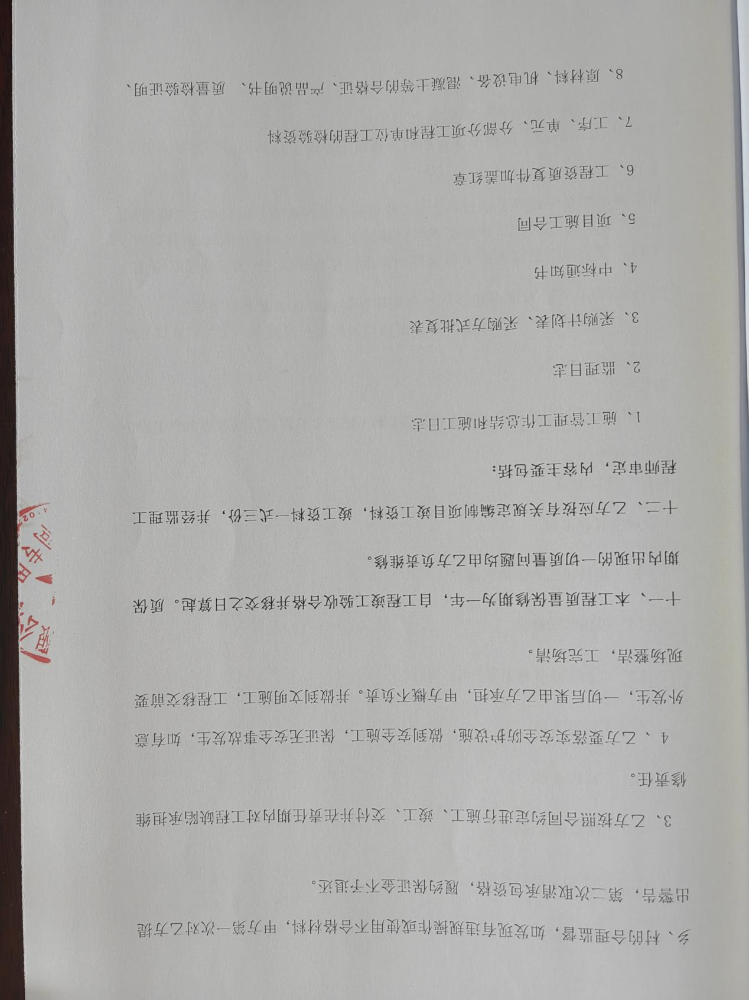 乡、村的合理监督，如发现有违规操作或使用不合格材料，甲方第一次对乙方提
出警告，第二次取消承包资格，履约保证金不予退还。
3、乙方按照合同约定进行施工、竣工、交付并在责任期内对工程缺陷承担维
修责任。
4、乙方要落实安全防护设施，做到安全施工，保证无安全事故发生，如有意
外发生，一切后果由乙方承担，甲方概不负责。并做到文明施工，工程移交前要
现场整洁，工完场清。
十一、本工程质量保修期为一年，自工程竣工验收合格并移交之日算起。质保
期内出现的一切质量问题均由乙方负责维修。
十二、乙方应按有关规定编制项目竣工资料，竣工资料一式三份，并经监理工
程师审定，内容主要包括：
1、施工管理工作总结和施工日志
2、监理日志
3、采购计划表、采购方式批复表
4、中标通知书
5、项目施工合同
6、工程资质复件加盖红章
7、工序、单元、分部分项工程和单位工程的检验资料
8、原材料、机电设备、混凝土等的合格证、产品说明书、质量检验证明、